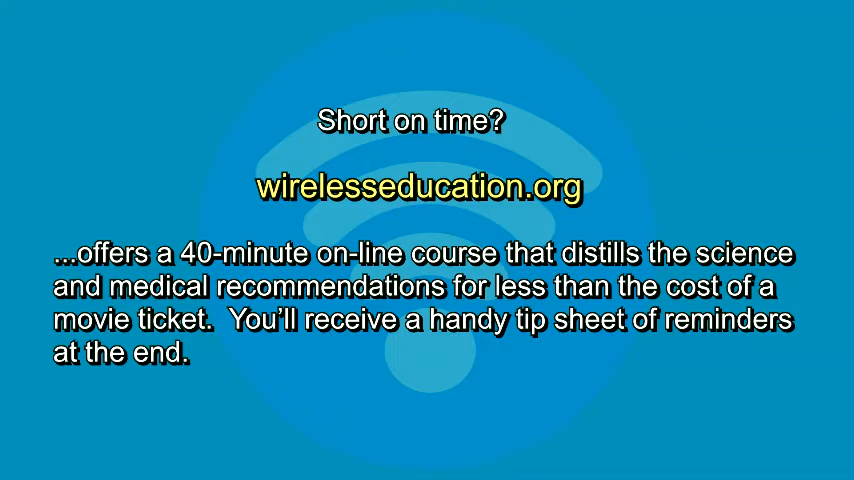 Short on time?
wirelesseducation.org
...offers a 40-minute on-line course that distills the science
and medical recommendations for less than the cost of a
movie ticket.  You’ll receive a handy tip sheet of reminders
at the end.